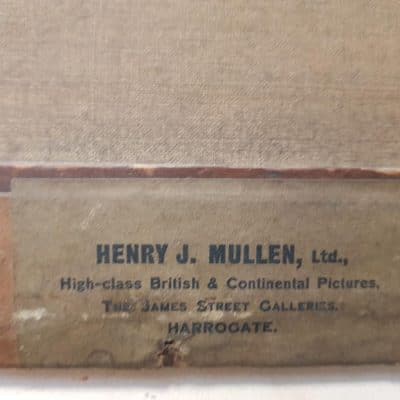 HENRY J. MULLEN, Ltd.,
High-class British & Continental Pictures,
THE JAMES STREET GALLERIES.
HARROGATE.